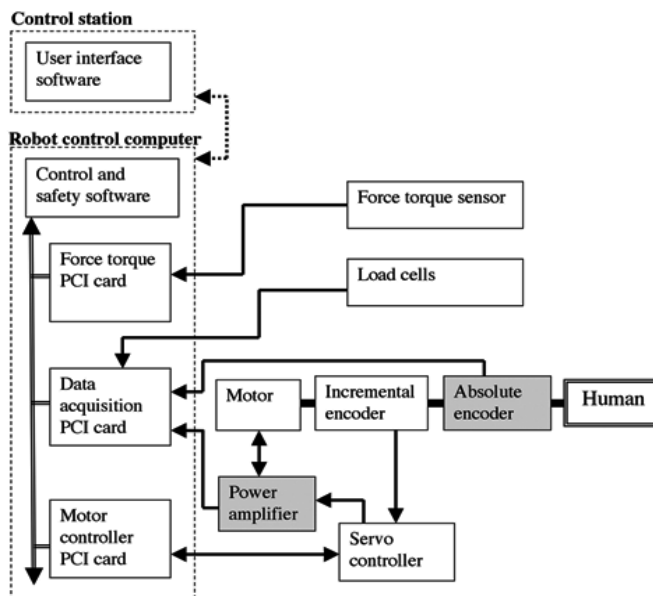 Control station
User interface
software
Robot control computer
Control and
safety software
Force torque sensor
Force torque
PCI card
Load cells
Data
acquisition
PCI card
Motor
Incremental
encoder
Absolute
encoder
Human
Power
amplifier
Motor
controller
PCI card
Servo
controller